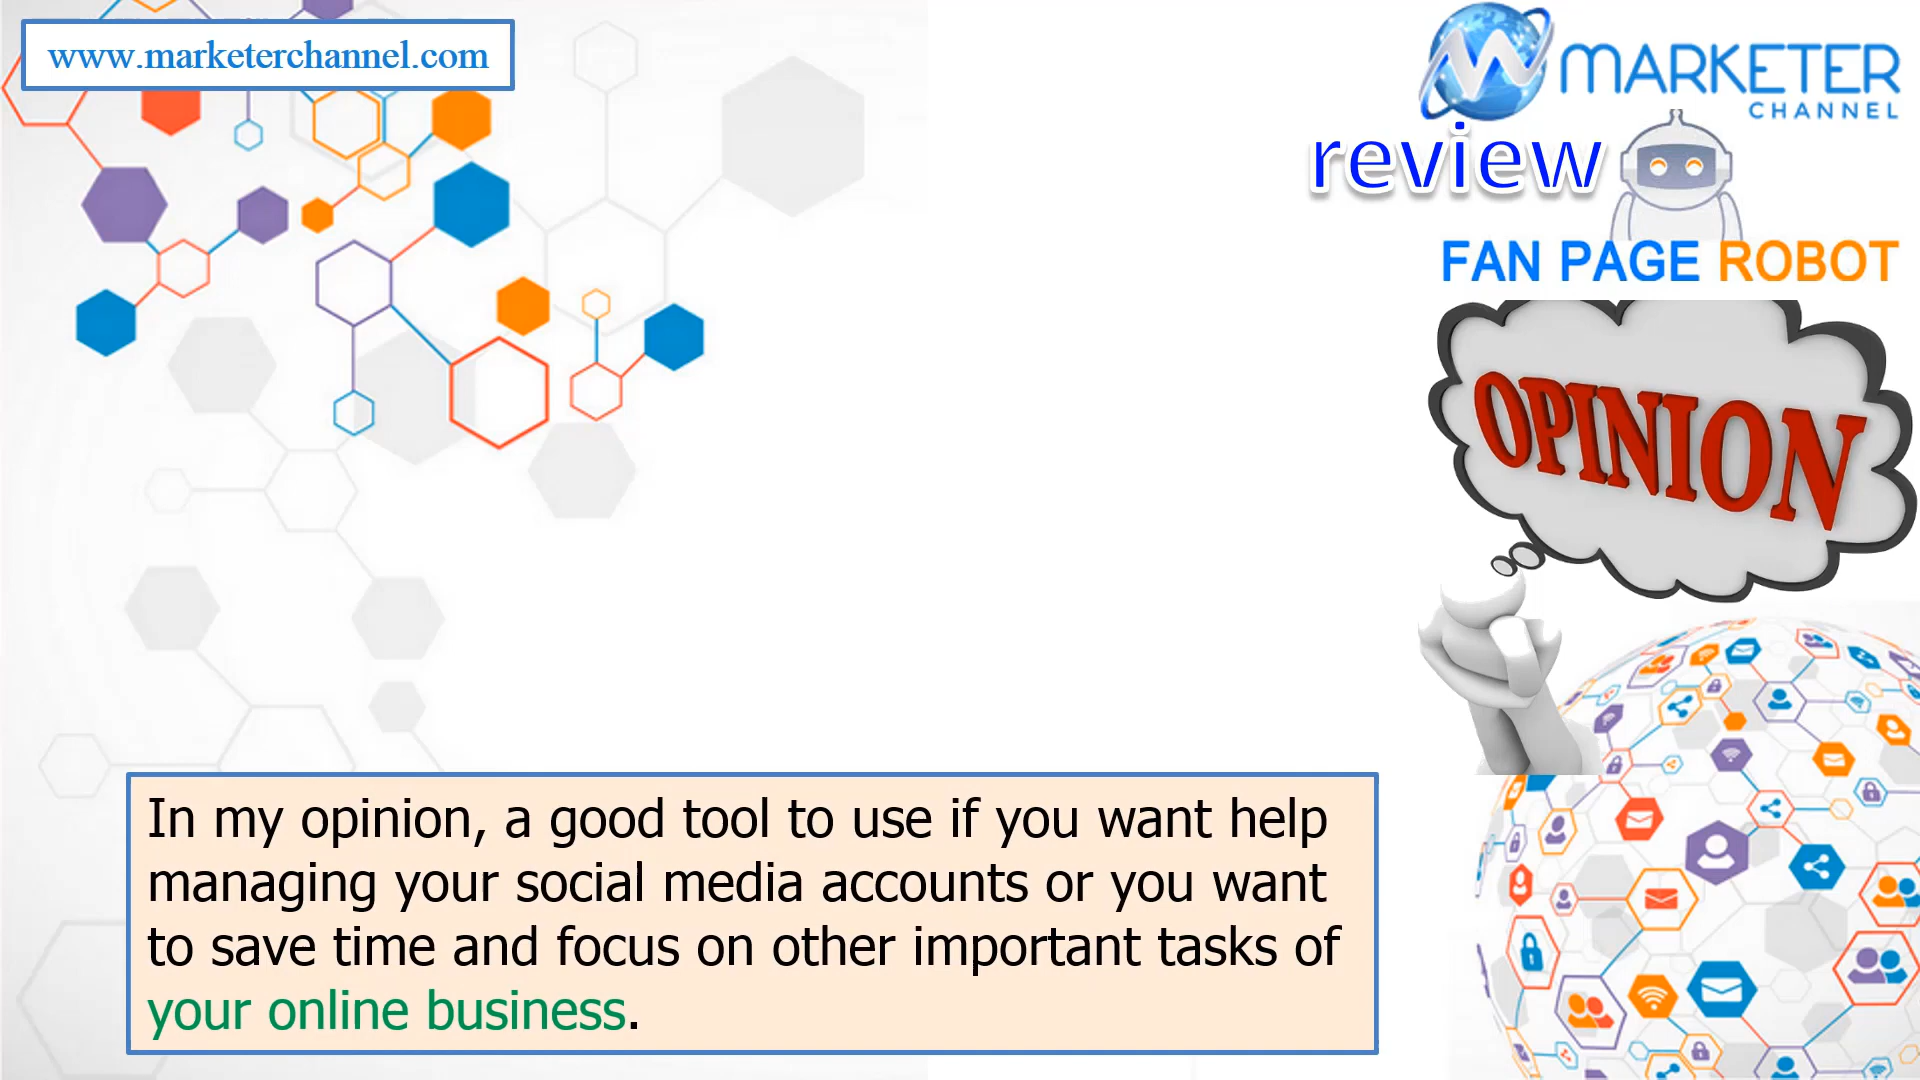 www.marketerchannel.com
MARKETER
CHANNEL
review
FAN PAGE ROBOT
OPINION
In my opinion, a good tool to use if you want help
managing your social media accounts or you want
to save time and focus on other important tasks of
your online business.